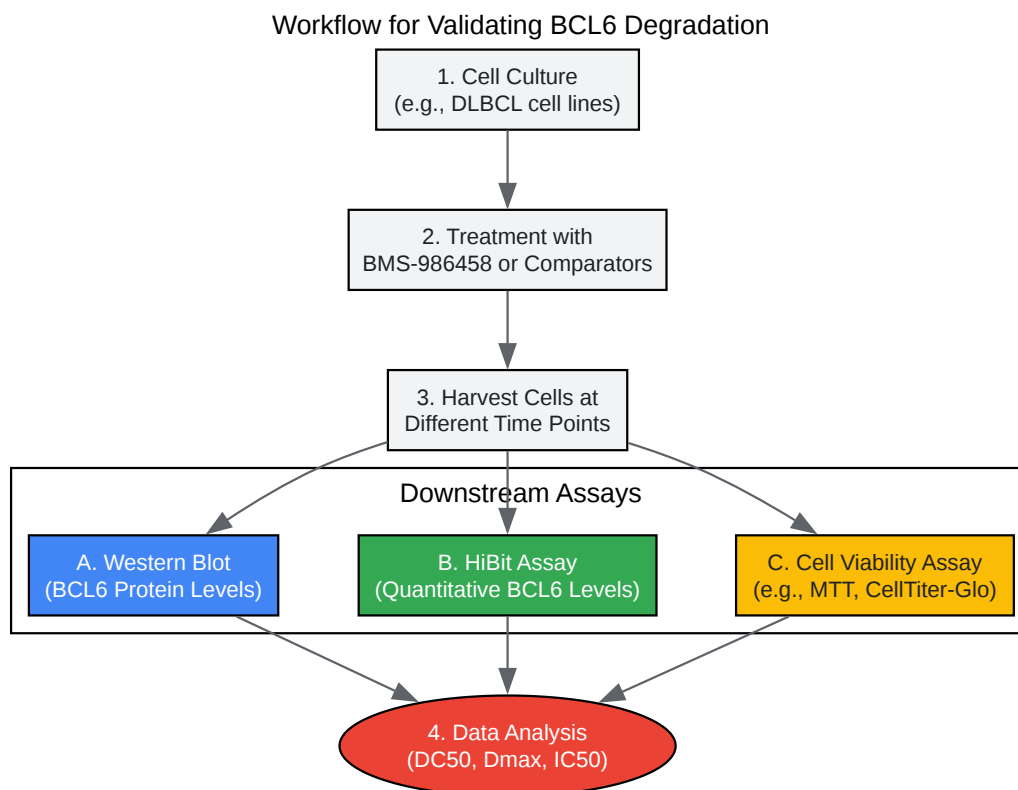 Workflow for Validating BCL6 Degradation
1. Cell Culture
(e.g., DLBCL cell lines)
2. Treatment with
BMS-986458 or Comparators
3. Harvest Cells at
Different Time Points
Downstream Assays
A. Western Blot
(BCL6 Protein Levels)
B. HiBit Assay
(Quantitative BCL6 Levels)
C. Cell Viability Assay
(e.g., MTT, CellTiter-Glo)
4. Data Analysis
(DC50, Dmax, IC50)